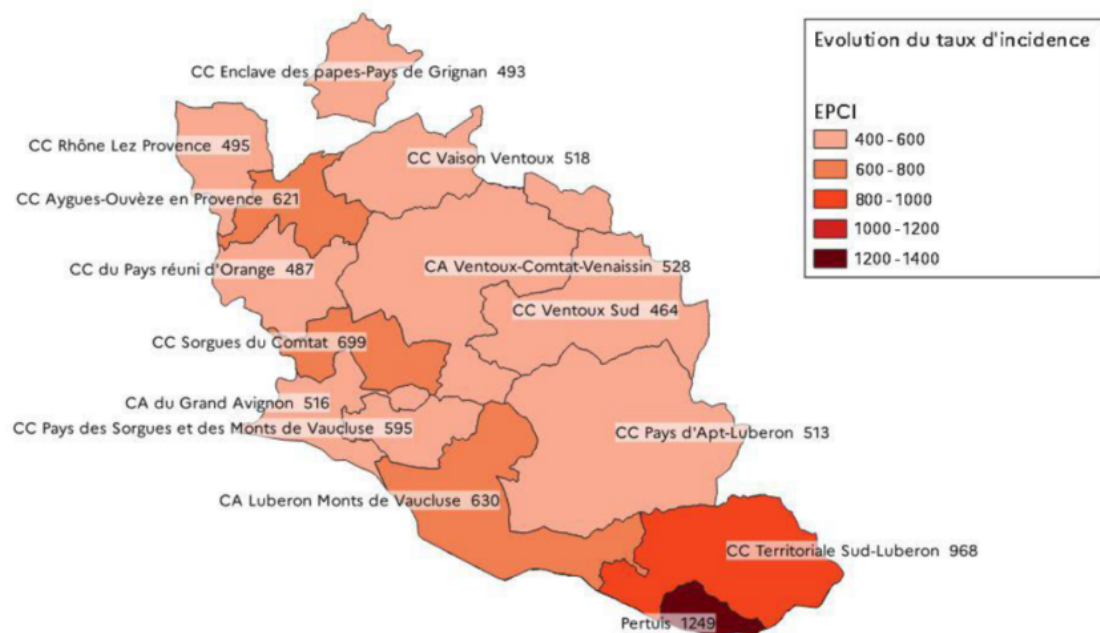 Evolution du taux d'incidence
EPCI
400 - 600
600 - 800
800 - 1000
1000 - 1200
1200 - 1400
CC Enclave des papes-Pays de Grignan 493
CC Rhône Lez Provence 495
CC Vaison Ventoux 518
CC Aygues-Ouvèze en Provence 621
CC du Pays réuni d'Orange 487
CA Ventoux-Comtat-Venaissin 528
CC Ventoux Sud 464
CC Sorgues du Comtat 699
CA du Grand Avignon 516
CC Pays des Sorgues et des Monts de Vaucluse 595
CC Pays d'Apt-Luberon 513
CA Luberon Monts de Vaucluse 630
CC Territoriale Sud-Luberon 968
Pertuis 1249